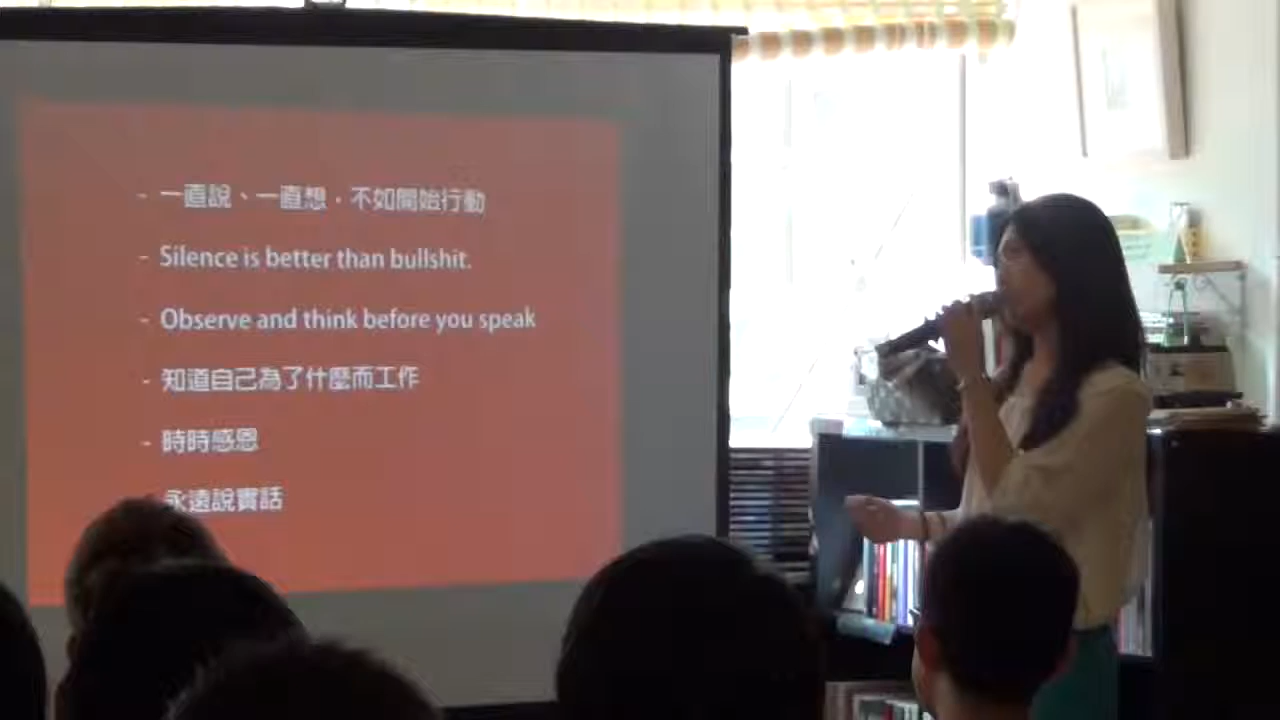 - 一直說、一直想，不如開始行動
- Silence is better than bullshit.
- Observe and think before you speak
- 知道自己為了什麼而工作
- 時時感恩
永遠說實話